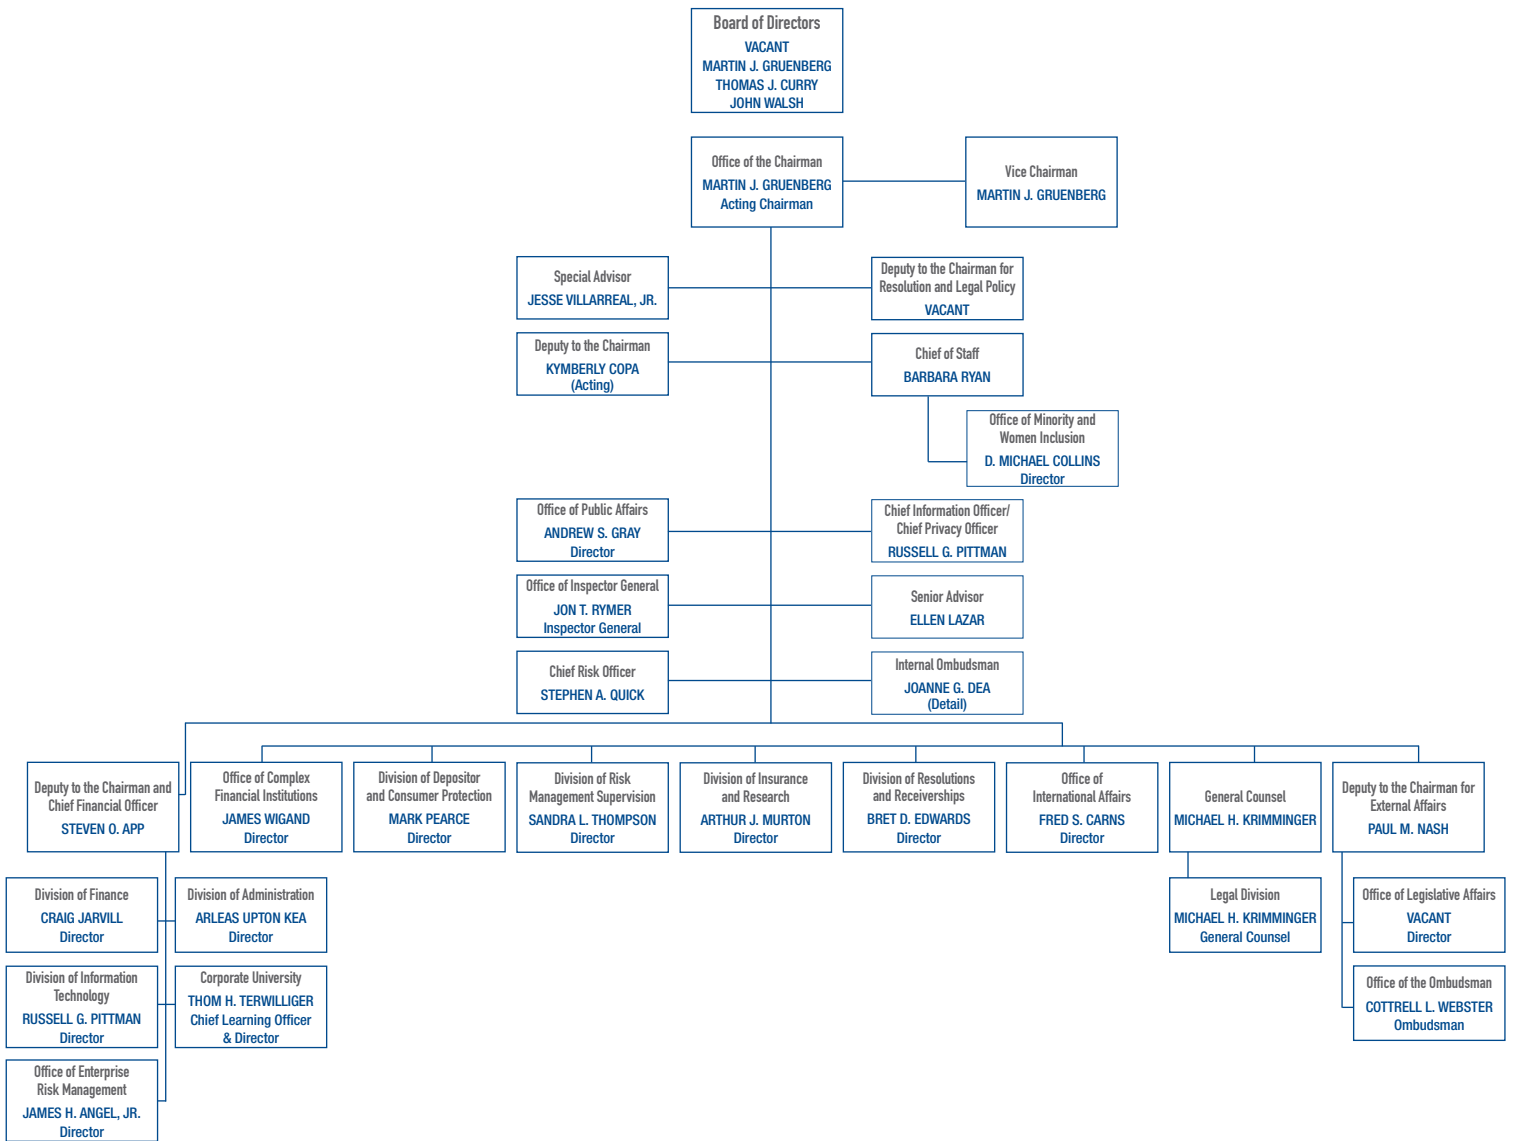 Board of Directors
VACANT
MARTIN J. GRUENBERG
THOMAS J. CURRY
JOHN WALSH
Office of the Chairman
MARTIN J. GRUENBERG
Acting Chairman
Vice Chairman
MARTIN J. GRUENBERG
Special Advisor
JESSE VILLARREAL, JR.
Deputy to the Chairman for
Resolution and Legal Policy
VACANT
Deputy to the Chairman
KYMBERLY COPA
(Acting)
Chief of Staff
BARBARA RYAN
Office of Minority and
Women Inclusion
D. MICHAEL COLLINS
Director
Office of Public Affairs
ANDREW S. GRAY
Director
Chief Information Officer/
Chief Privacy Officer
RUSSELL G. PITTMAN
Office of Inspector General
JON T. RYMER
Inspector General
Senior Advisor
ELLEN LAZAR
Chief Risk Officer
STEPHEN A. QUICK
Internal Ombudsman
JOANNE G. DEA
(Detail)
Deputy to the Chairman and
Chief Financial Officer
STEVEN O. APP
Office of Complex
Financial Institutions
JAMES WIGAND
Director
Division of Depositor
and Consumer Protection
MARK PEARCE
Director
Division of Risk
Management Supervision
SANDRA L. THOMPSON
Director
Division of Insurance
and Research
ARTHUR J. MURTON
Director
Division of Resolutions
and Receiverships
BRET D. EDWARDS
Director
Office of
International Affairs
FRED S. CARNS
Director
General Counsel
MICHAEL H. KRIMMINGER
Deputy to the Chairman for
External Affairs
PAUL M. NASH
Division of Finance
CRAIG JARVILL
Director
Division of Administration
ARLEAS UPTON KEA
Director
Legal Division
MICHAEL H. KRIMMINGER
General Counsel
Office of Legislative Affairs
VACANT
Director
Division of Information
Technology
RUSSELL G. PITTMAN
Director
Corporate University
THOM H. TERWILLIGER
Chief Learning Officer
& Director
Office of the Ombudsman
COTTRELL L. WEBSTER
Ombudsman
Office of Enterprise
Risk Management
JAMES H. ANGEL, JR.
Director